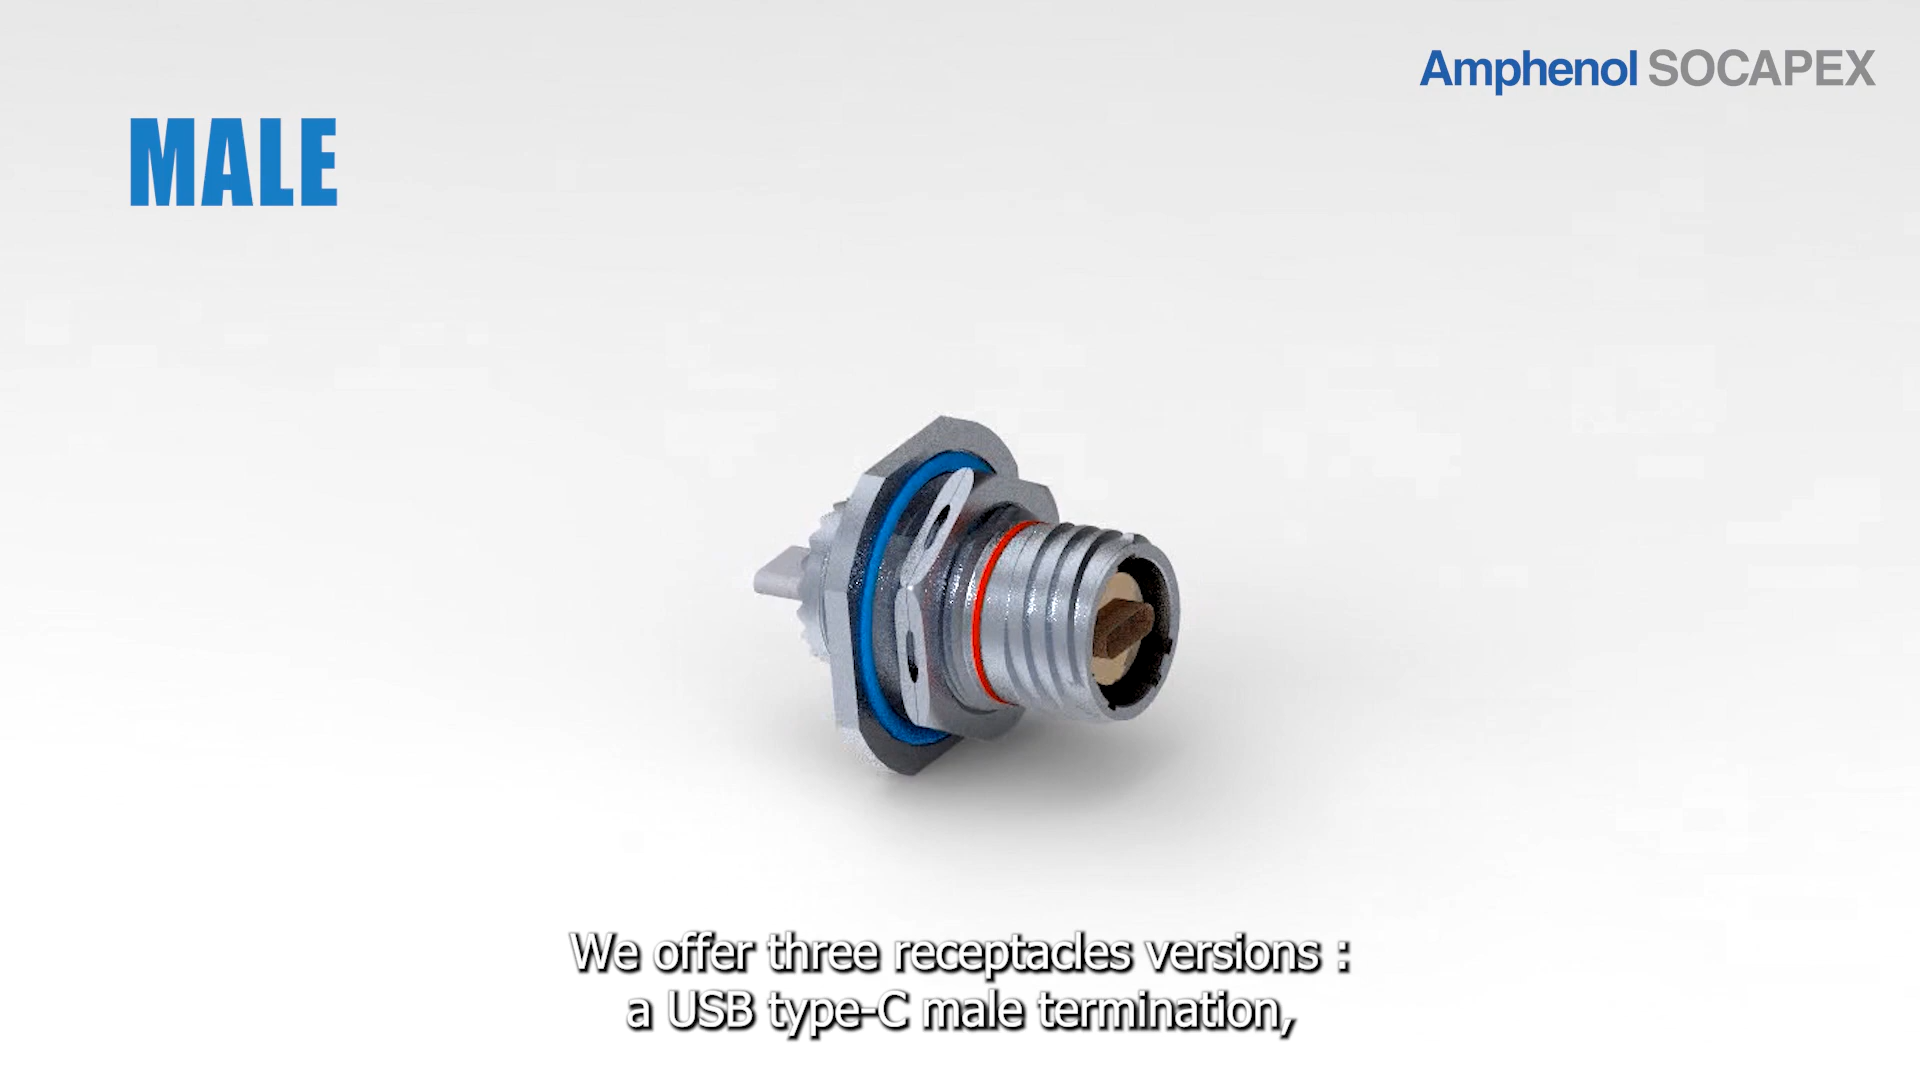 Amphenol SOCAPEX
MALE
We offer three receptacles versions :
a USB type-C male termination,